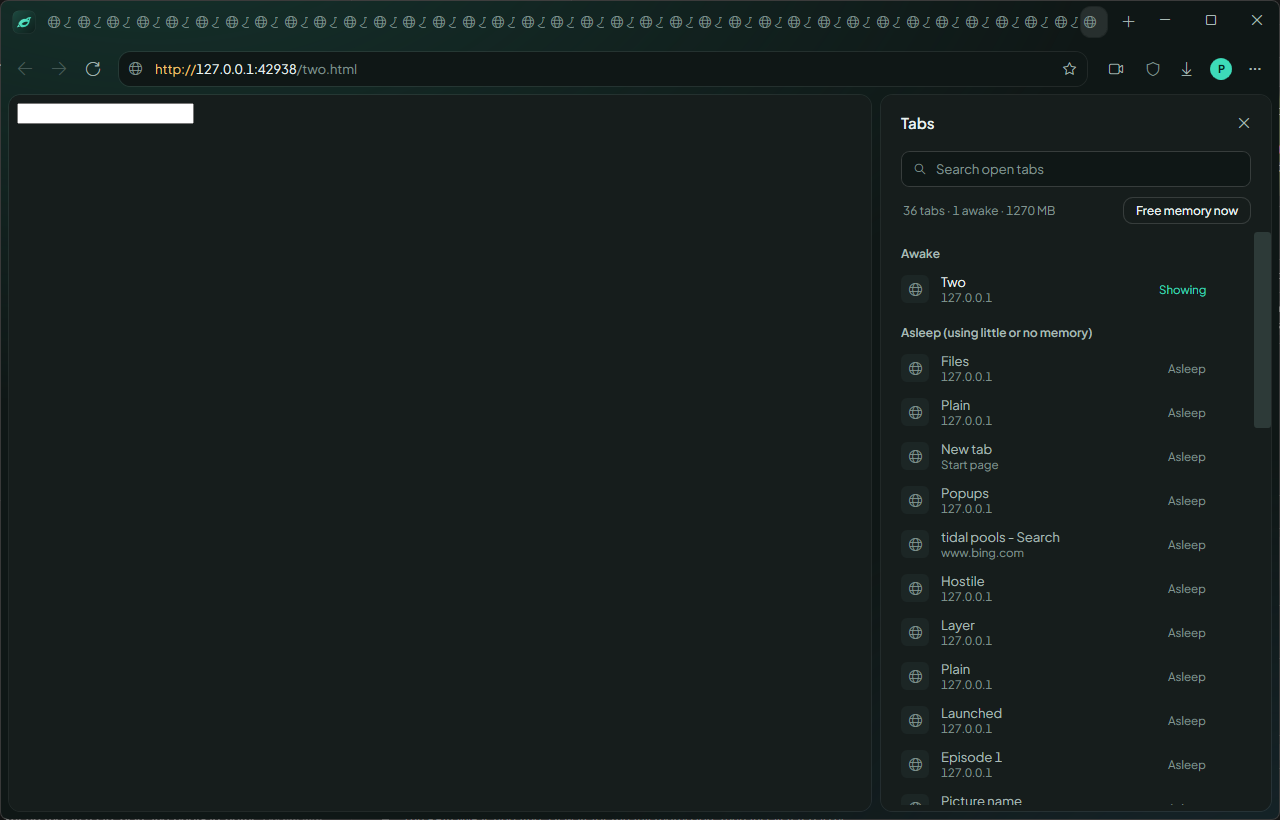 http://127.0.0.1:42938/two.html
P
Tabs
Search open tabs
36 tabs · 1 awake · 1270 MB
Free memory now
Awake
Two
127.0.0.1
Showing
Asleep (using little or no memory)
Files
127.0.0.1
Asleep
Plain
127.0.0.1
Asleep
New tab
Start page
Asleep
Popups
127.0.0.1
Asleep
tidal pools - Search
www.bing.com
Asleep
Hostile
127.0.0.1
Asleep
Layer
127.0.0.1
Asleep
Plain
127.0.0.1
Asleep
Launched
127.0.0.1
Asleep
Episode 1
127.0.0.1
Asleep
Picture name